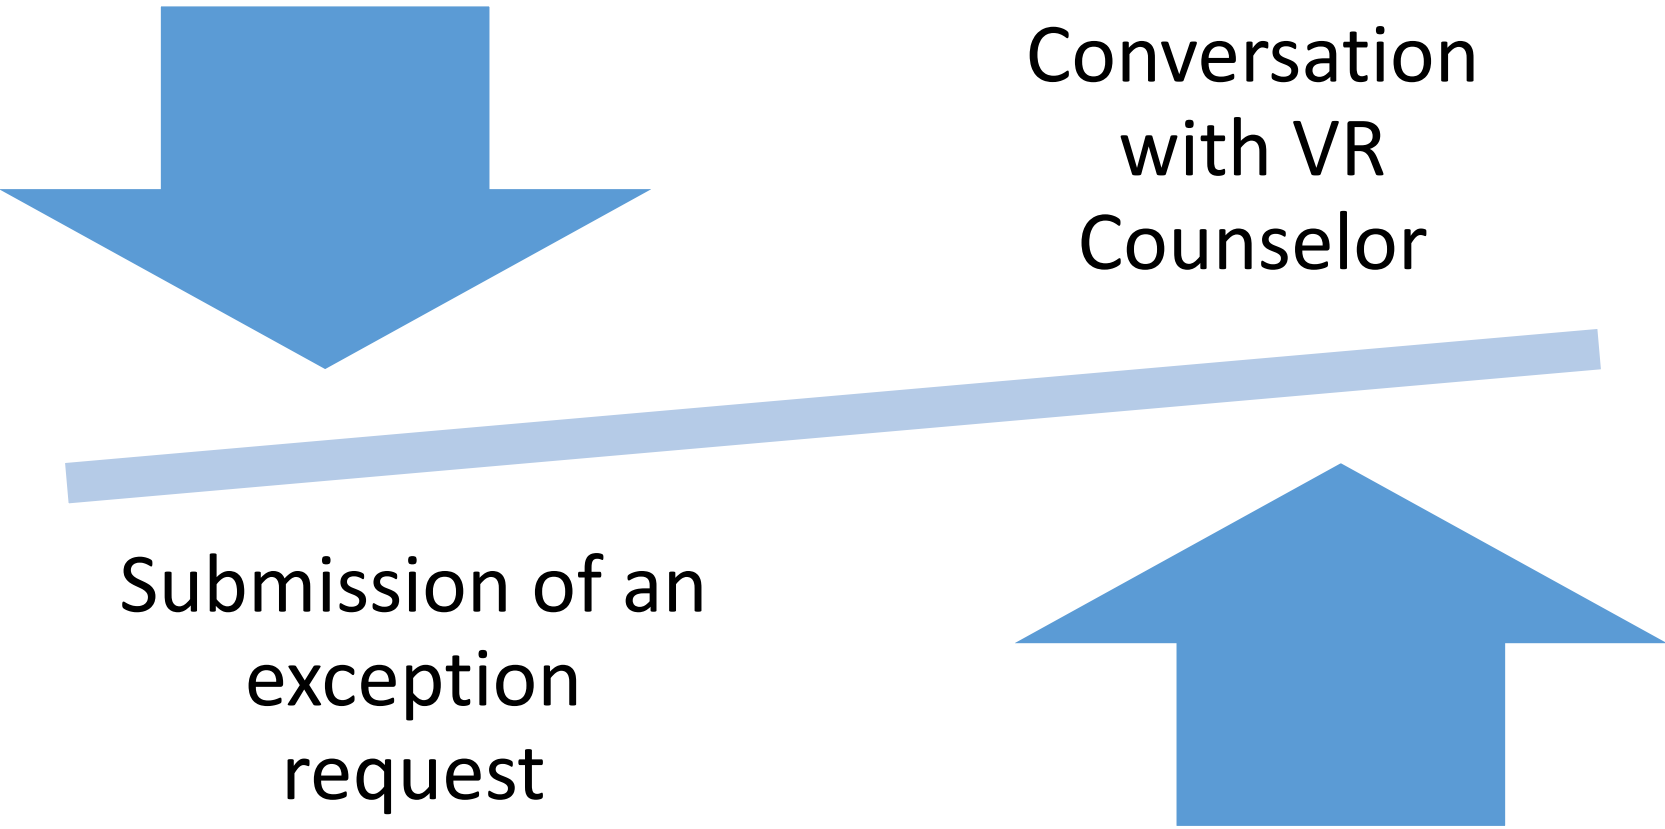 Conversation
with VR
Counselor
Submission of an
exception
request